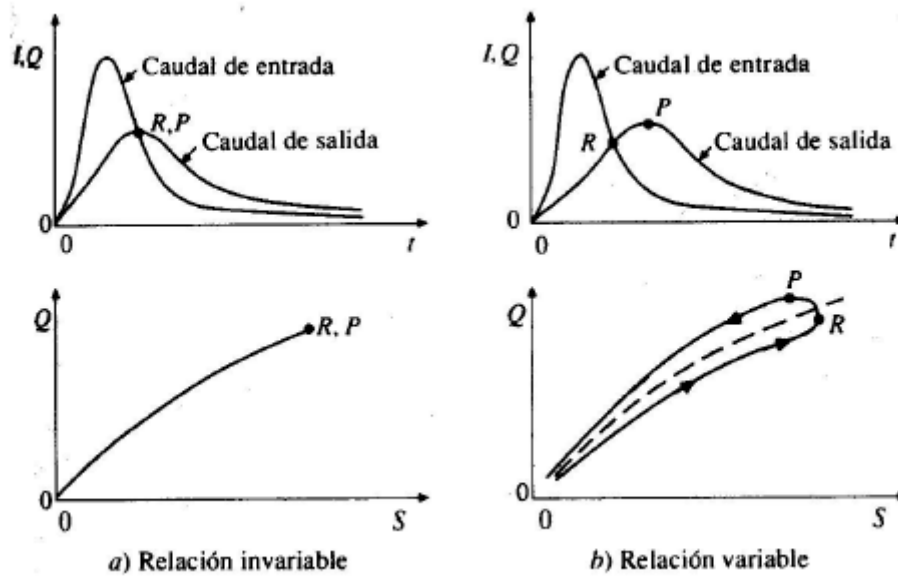 I,Q
Caudal de entrada
R, P
Caudal de salida
0
0
t
I,Q
Caudal de entrada
P
R
Caudal de salida
0
0
t
Q
R, P
0
0
S
a) Relación invariable
Q
P
R
0
0
S
b) Relación variable